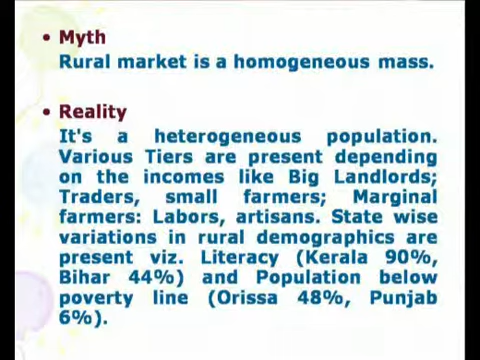 • Myth
Rural market is a homogeneous mass.
• Reality
It's a heterogeneous population.
Various Tiers are present depending
on the incomes like Big Landlords;
Traders, small farmers; Marginal
farmers: Labors, artisans. State wise
variations in rural demographics are
present viz. Literacy (Kerala 90%,
Bihar 44%) and Population below
poverty line (Orissa 48%, Punjab
6%).